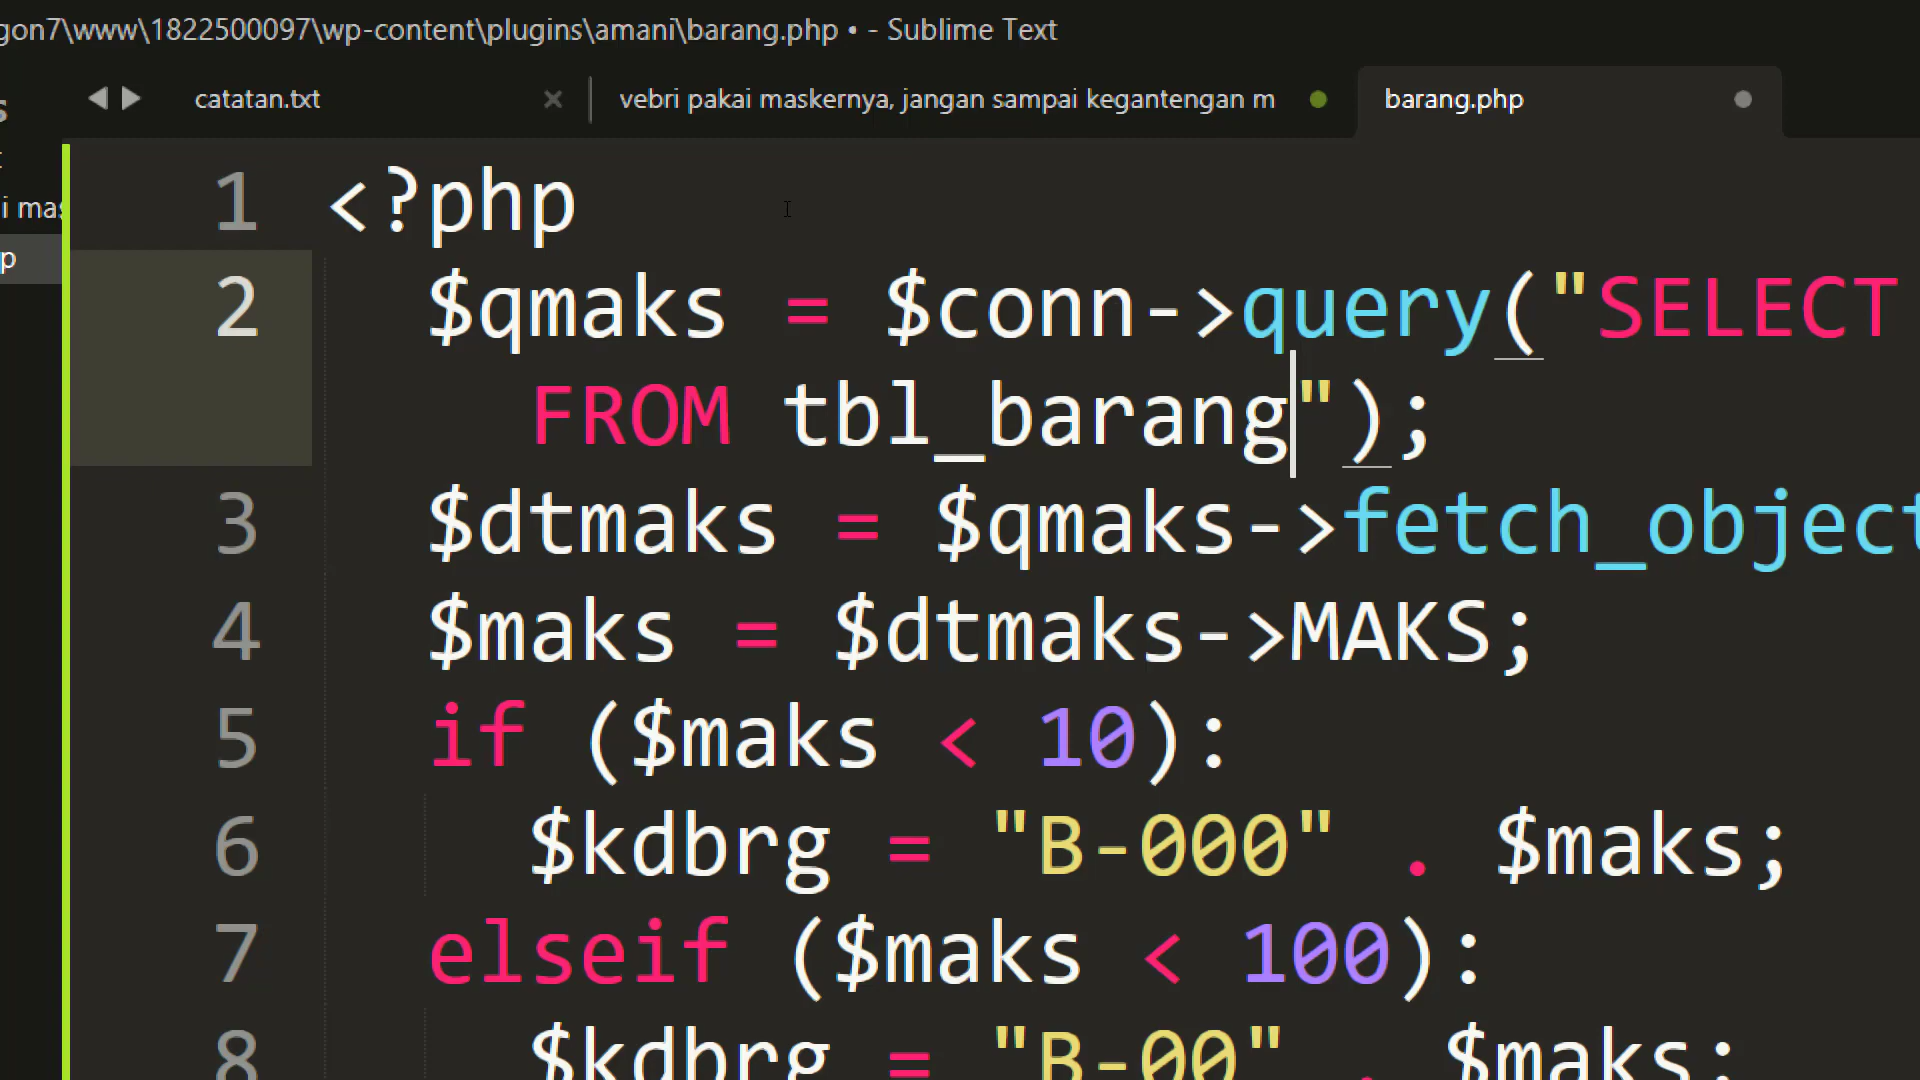 gon7\www\1822500097\wp-content\plugins\amani\barang.php • - Sublime Text
catatan.txt
vebri pakai maskernya, jangan sampai kegantengan m
barang.php
i mas
p
1 <?php
2 $qmaks = $conn->query("SELECT
FROM tbl_barang");
3 $dtmaks = $qmaks->fetch_object
4 $maks = $dtmaks->MAKS;
5 if ($maks < 10):
6 $kdbrg = "B-000" . $maks;
7 elseif ($maks < 100):
8 $kdbrg = "B-00" . $maks;